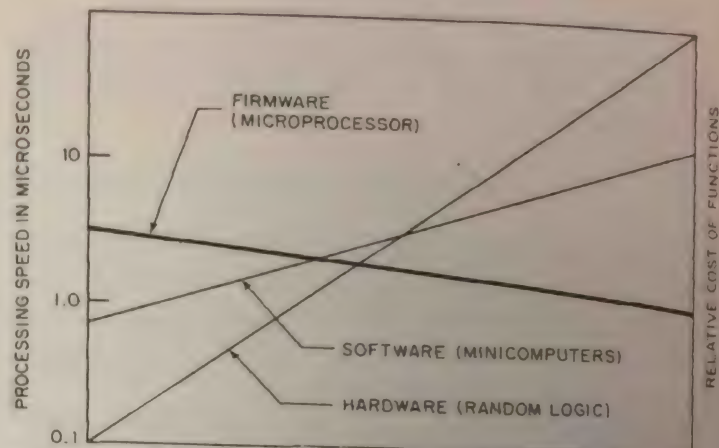 PROCESSING SPEED IN MICROSECONDS
10
1.0
0.1
FIRMWARE
(MICROPROCESSOR)
SOFTWARE (MINICOMPUTERS)
HARDWARE (RANDOM LOGIC)
RELATIVE COST OF FUNCTIONS